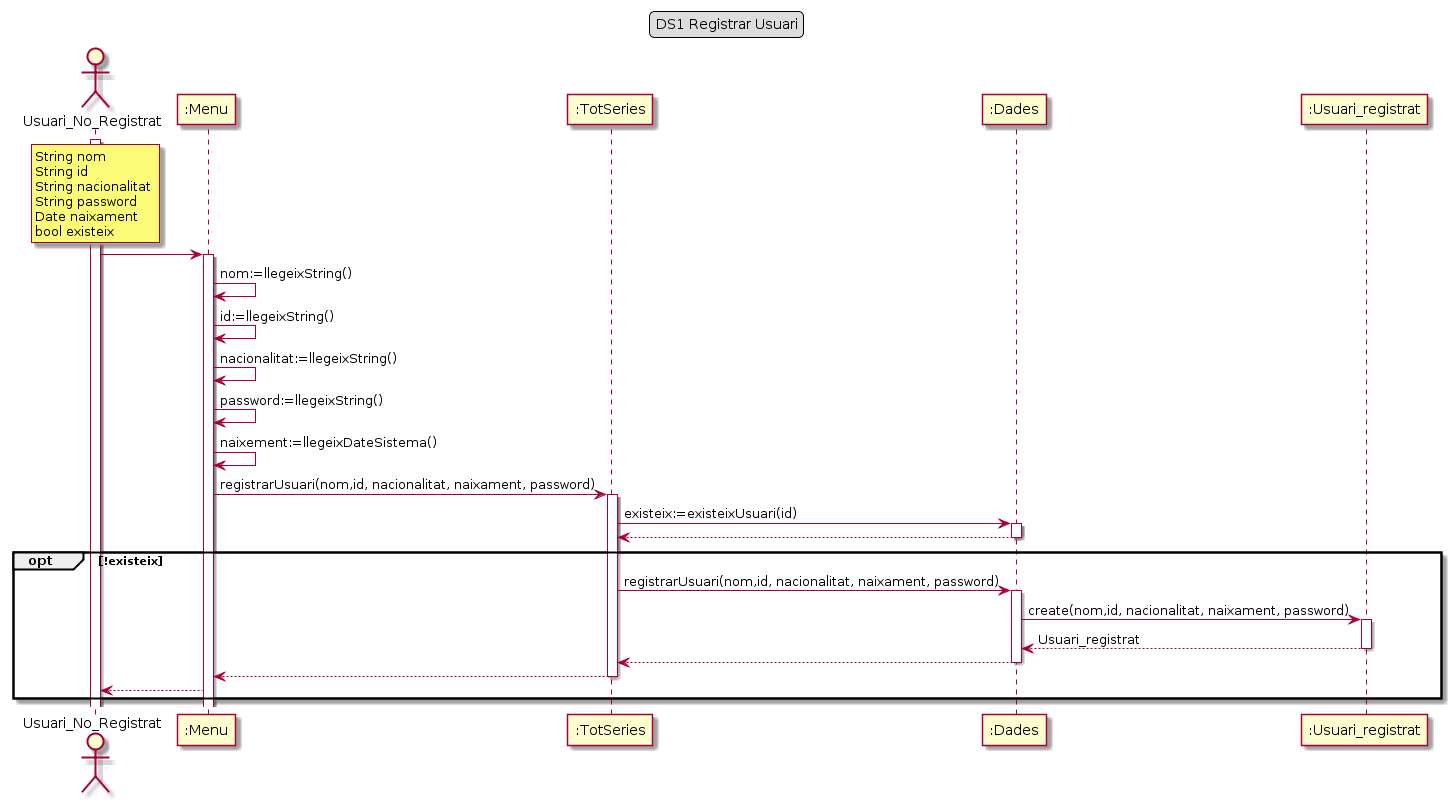 DS1 Registrar Usuari
Usuari_No_Registrat
:Menu
:TotSeries
:Dades
:Usuari_registrat
String nom
String id
String nacionalitat
String password
Date naixament
bool existeix
nom:=llegeixString()
id:=llegeixString()
nacionalitat:=llegeixString()
password:=llegeixString()
naixement:=llegeixDateSistema()
registrarUsuari(nom,id, nacionalitat, naixament, password)
existeix:=existeixUsuari(id)
opt
[!existeix]
registrarUsuari(nom,id, nacionalitat, naixament, password)
create(nom,id, nacionalitat, naixament, password)
Usuari_registrat
Usuari_No_Registrat
:Menu
:TotSeries
:Dades
:Usuari_registrat